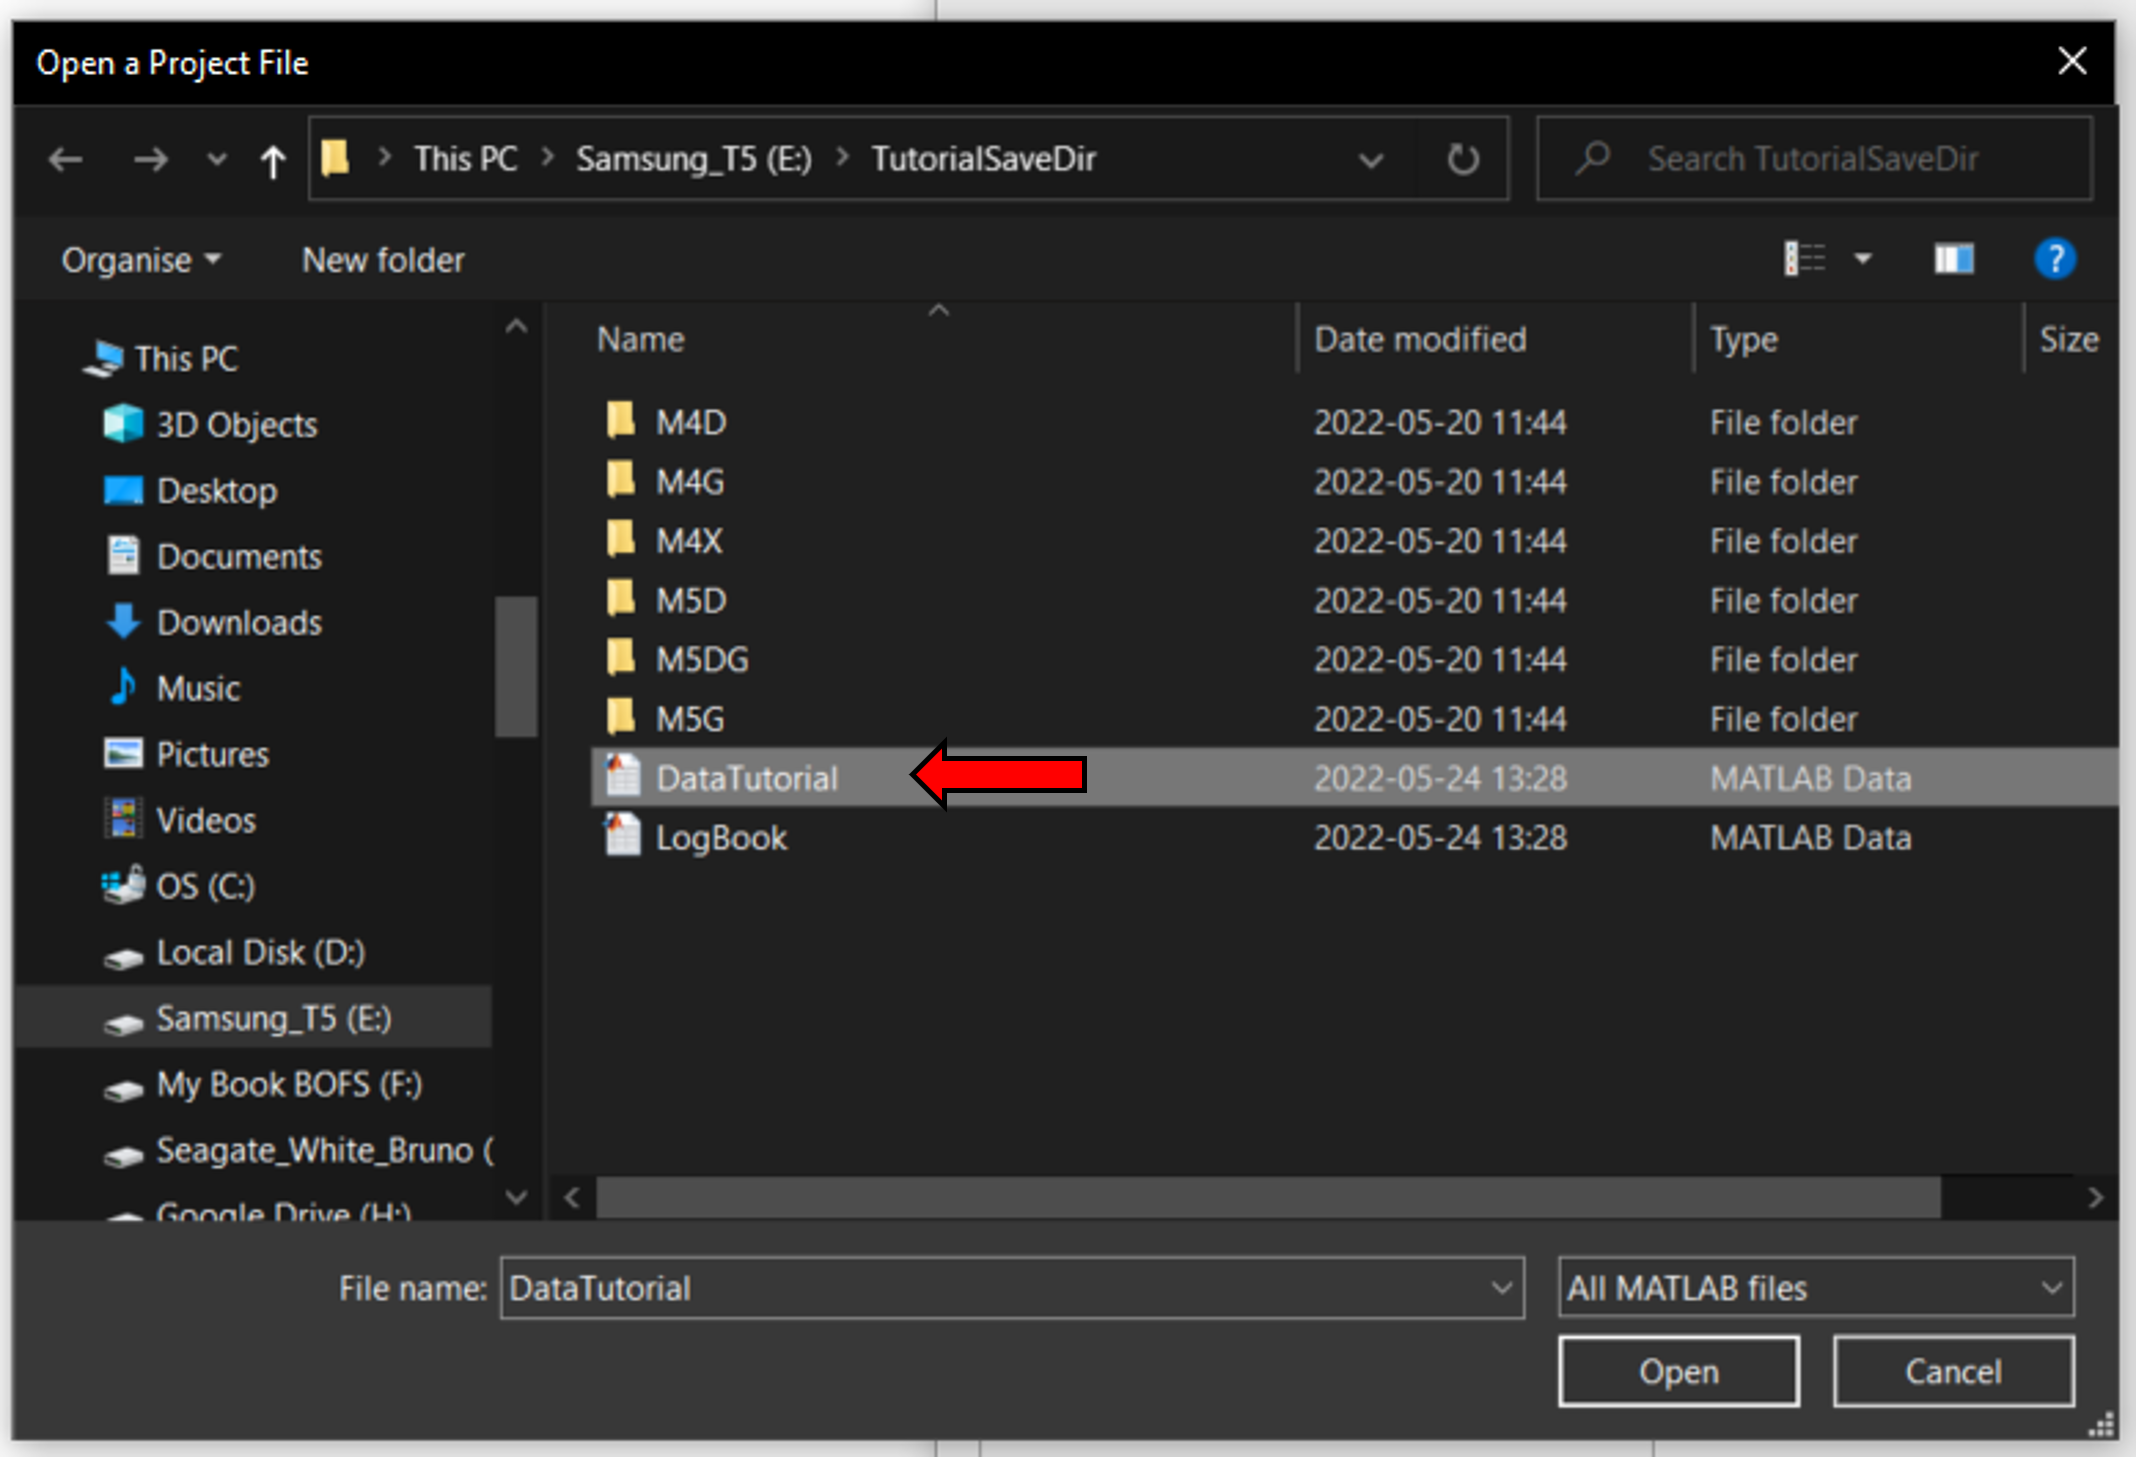 Open a Project File
This PC Samsung_T5 (E:) TutorialSaveDir
Search TutorialSaveDir
Organise New folder
?
This PC
3D Objects
Desktop
Documents
Downloads
Music
Pictures
Videos
OS (C:)
Local Disk (D:)
Samsung_T5 (E:)
My Book BOFS (F:)
Seagate_White_Bruno (
Google Drive (H:)
Name Date modified Type Size
M4D 2022-05-20 11:44 File folder
M4G 2022-05-20 11:44 File folder
M4X 2022-05-20 11:44 File folder
M5D 2022-05-20 11:44 File folder
M5DG 2022-05-20 11:44 File folder
M5G 2022-05-20 11:44 File folder
DataTutorial 2022-05-24 13:28 MATLAB Data
LogBook 2022-05-24 13:28 MATLAB Data
File name: DataTutorial All MATLAB files
Open Cancel